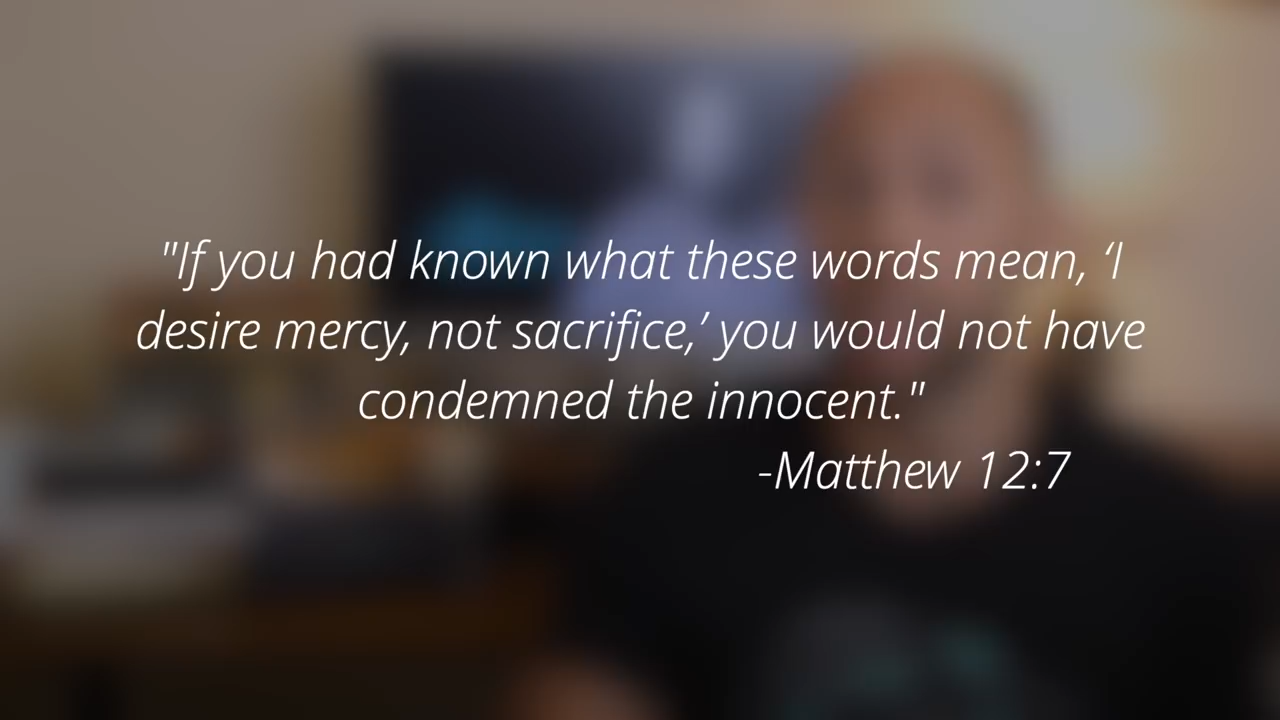 "If you had known what these words mean, ‘I
desire mercy, not sacrifice,’ you would not have
condemned the innocent."
-Matthew 12:7